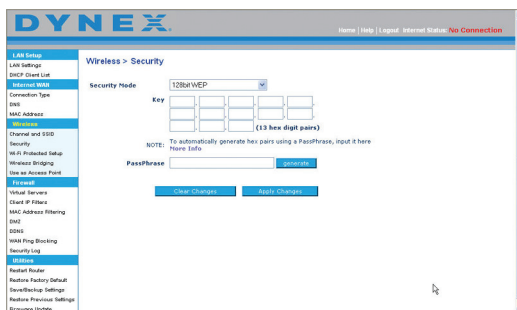 DYNEX
Home | Help | Logout Internet Status: No Connection
LAN Setup
LAN Settings
DHCP Client List
Internet WAN
Connection Type
DNS
MAC Address
Wireless
Channel and SSID
Security
Wi-Fi Protected Setup
Wireless Bridging
Use as Access Point
Firewall
Virtual Servers
Client IP Filters
MAC Address Filtering
DMZ
DDNS
WAN Ping Blocking
Security Log
Utilities
Restart Router
Restore Factory Default
Save/Backup Settings
Restore Previous Settings
Firmware Update
Wireless > Security
Security Mode 128bit WEP
Key
(13 hex digit pairs)
NOTE: To automatically generate hex pairs using a PassPhrase, input it here
More Info
PassPhrase generate
Clear Changes Apply Changes